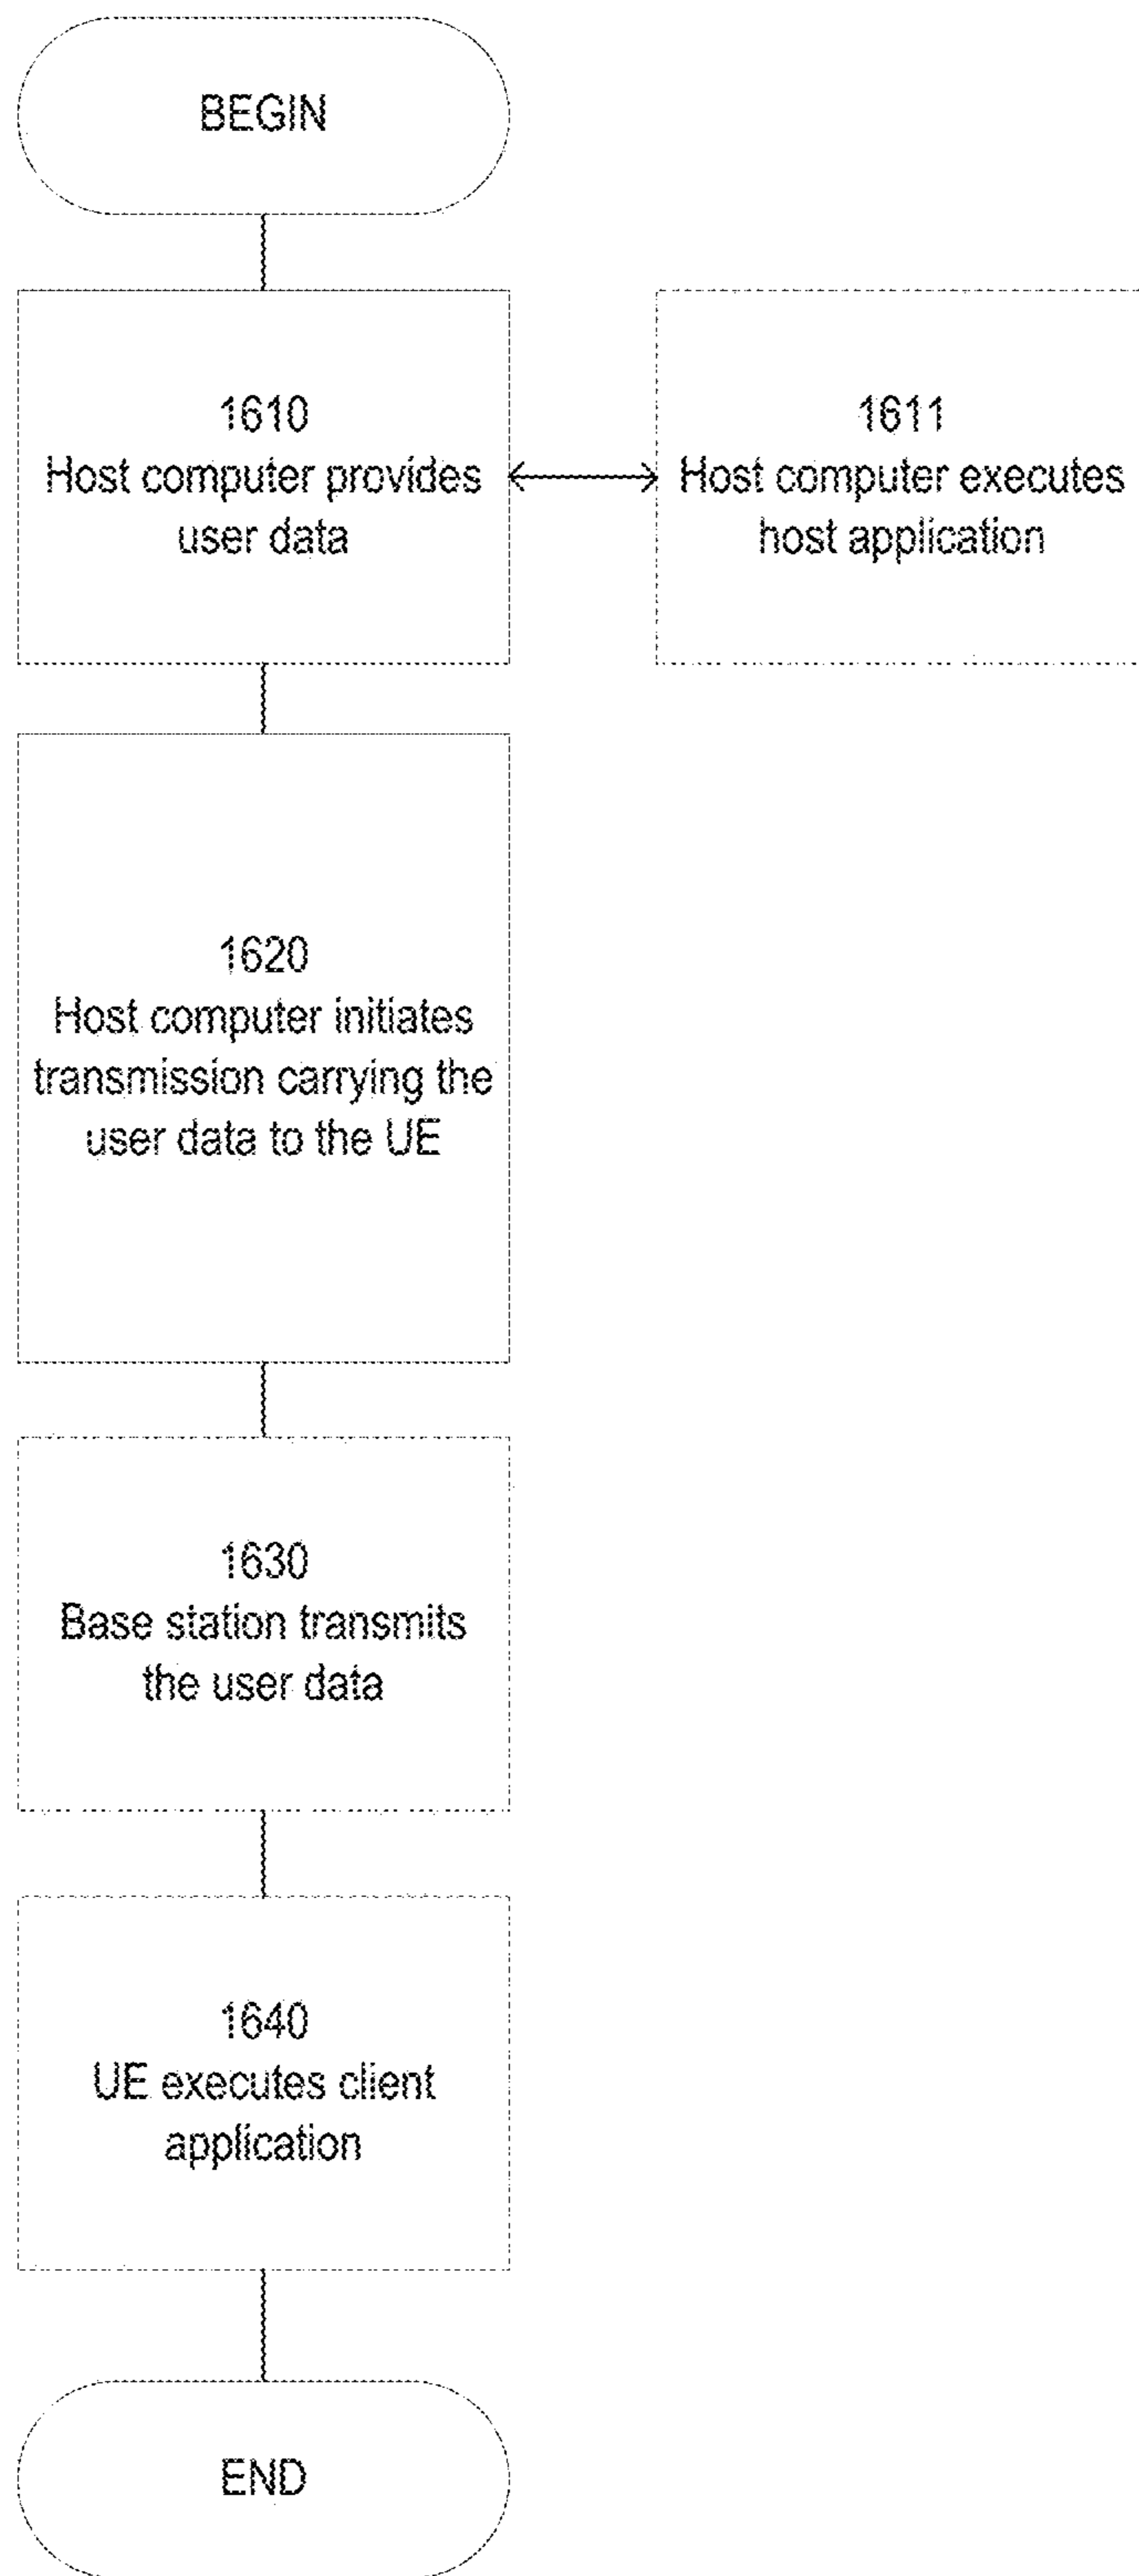 BEGIN
1610
Host computer provides
user data
1611
Host computer executes
host application
1620
Host computer initiates
transmission carrying the
user data to the UE
1630
Base station transmits
the user data
1640
UE executes client
application
END